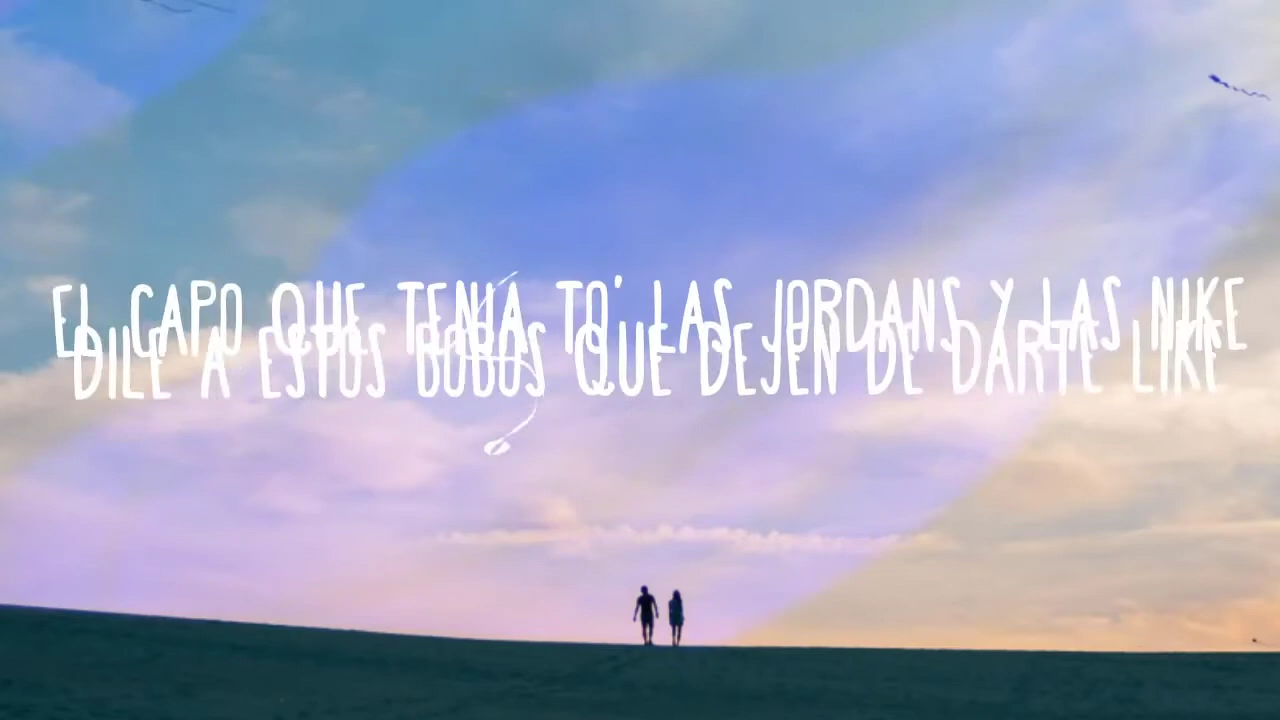 EL CAPO QUE TENIA TO' LAS JORDANS Y LAS NIKE
DILE A ESTOS BOBOS QUE DEJEN DE DARTE LIKE